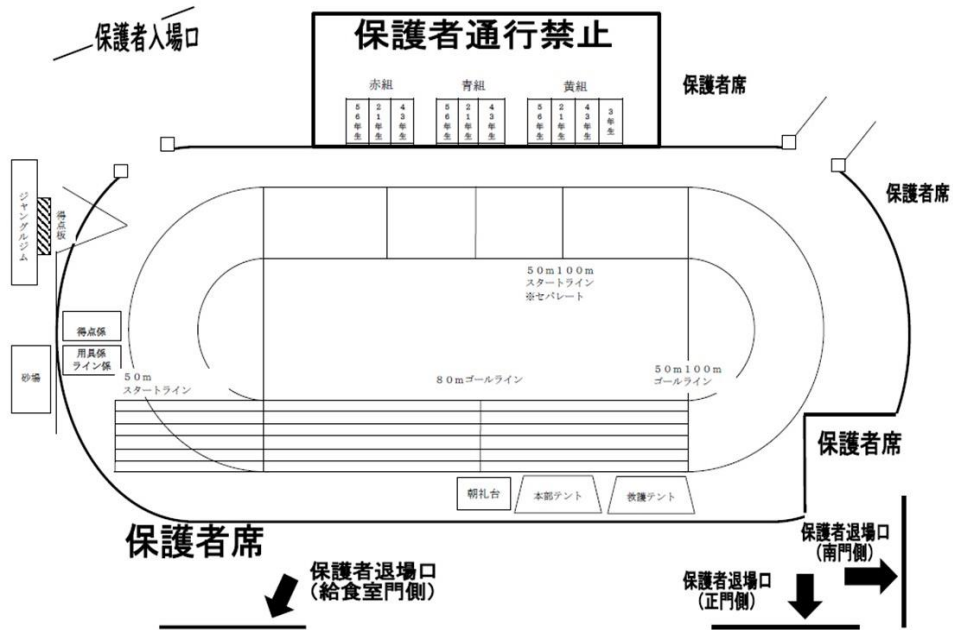 保護者入場口
保護者通行禁止
赤組
青組
黄組
56年生
21年生
43年生
56年生
21年生
43年生
56年生
21年生
43年生
3年生
保護者席
保護者席
ジャングルジム
得点板
50m100m
スタートライン
※セパレート
得点係
用具係
ライン係
砂場
50m
スタートライン
80mゴールライン
50m100m
ゴールライン
保護者席
朝礼台
本部テント
救護テント
保護者席
保護者退場口
(南門側)
保護者退場口
(給食室門側)
保護者退場口
(正門側)